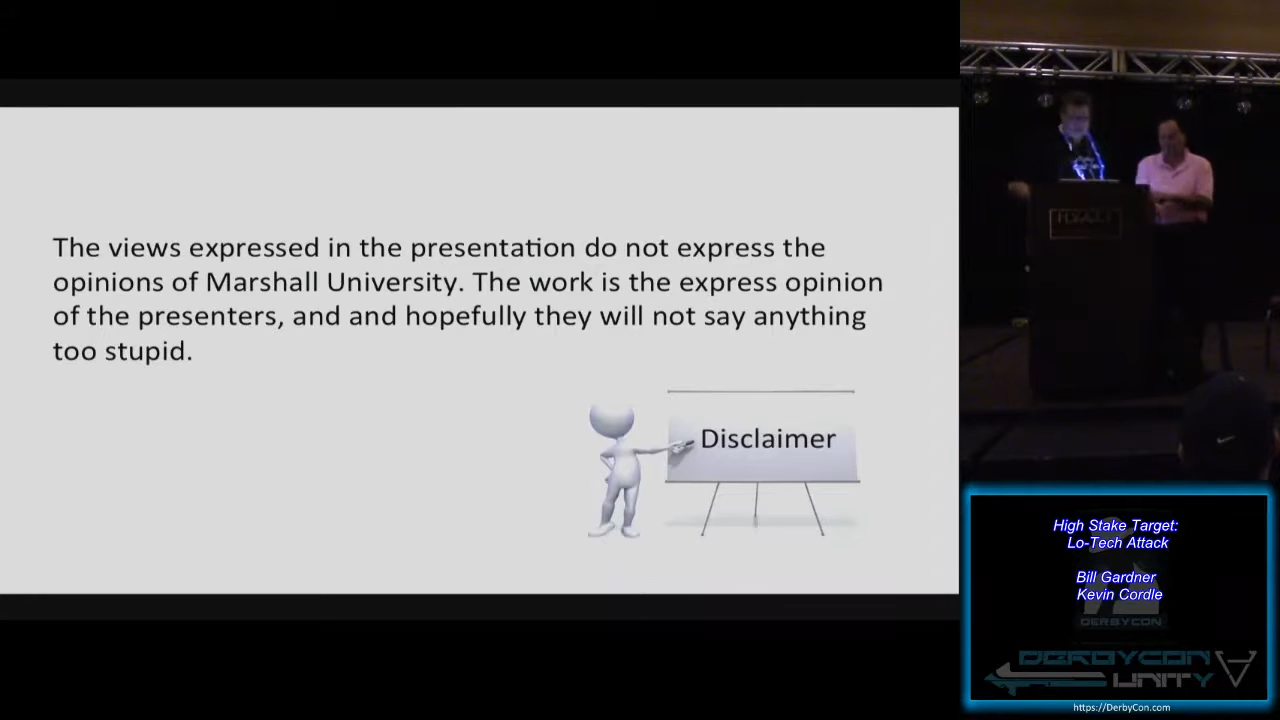 The views expressed in the presentation do not express the
opinions of Marshall University. The work is the express opinion
of the presenters, and and hopefully they will not say anything
too stupid.
Disclaimer
HYATT
High Stake Target:
Lo-Tech Attack
Bill Gardner
Kevin Cordle
DERBYCON
DERBYCON
UNITY
https://DerbyCon.com